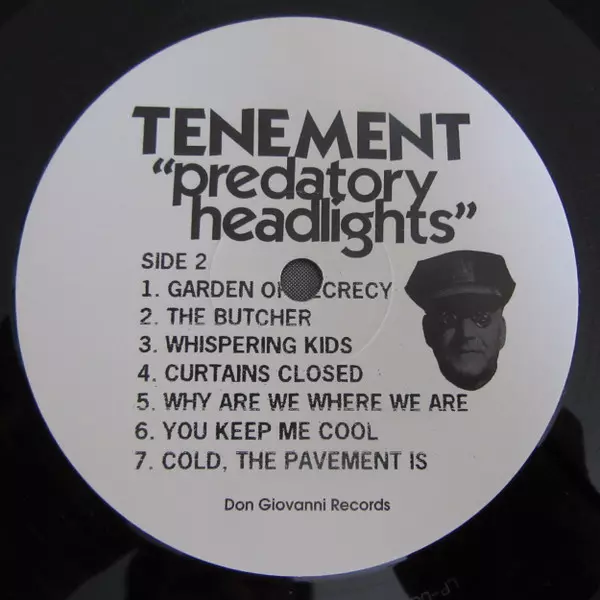 TENEMENT
"predatory
headlights"
SIDE 2
1. GARDEN
2. THE BUTCHER
3. WHISPERING KIDS
4. CURTAINS CLOSED
5. WHY ARE WE WHERE WE ARE
6. YOU KEEP ME COOL
7. COLD, THE PAVEMENT IS
Don Giovanni Records